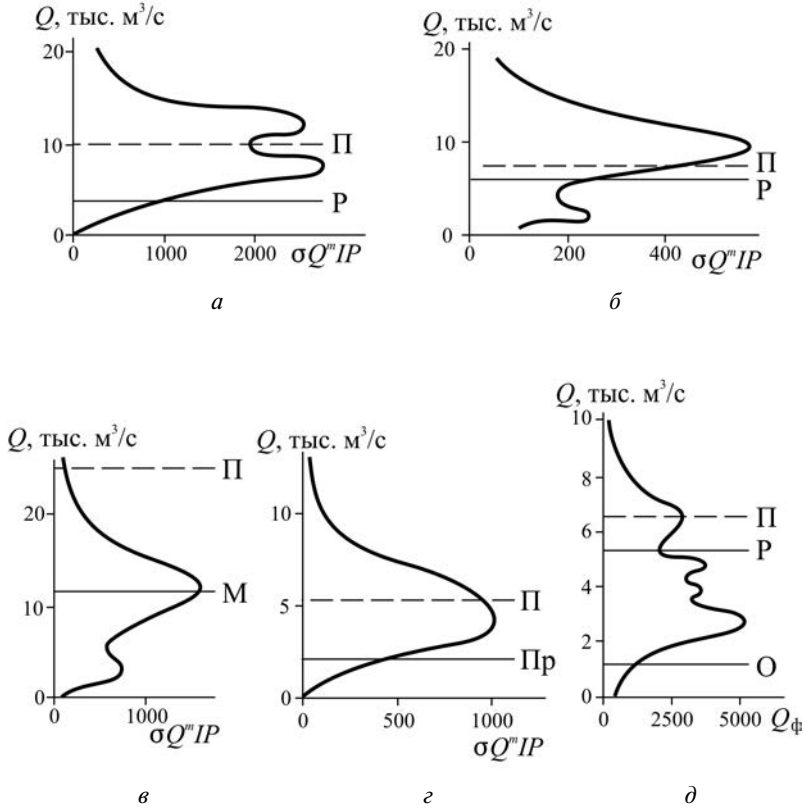 Q, тыс. м³/с
20
10
0
П
Р
0 1000 2000
σQᵐIP
а
Q, тыс. м³/с
20
10
0
П
Р
200 400 σQᵐIP
б
Q, тыс. м³/с
20
10
0
П
М
0 1000
σQᵐIP
в
Q, тыс. м³/с
10
5
0
П
Пр
0 500 1000
σQᵐIP
г
Q, тыс. м³/с
10
8
6
4
2
0
П
Р
О
0 2500 5000 Qф
д